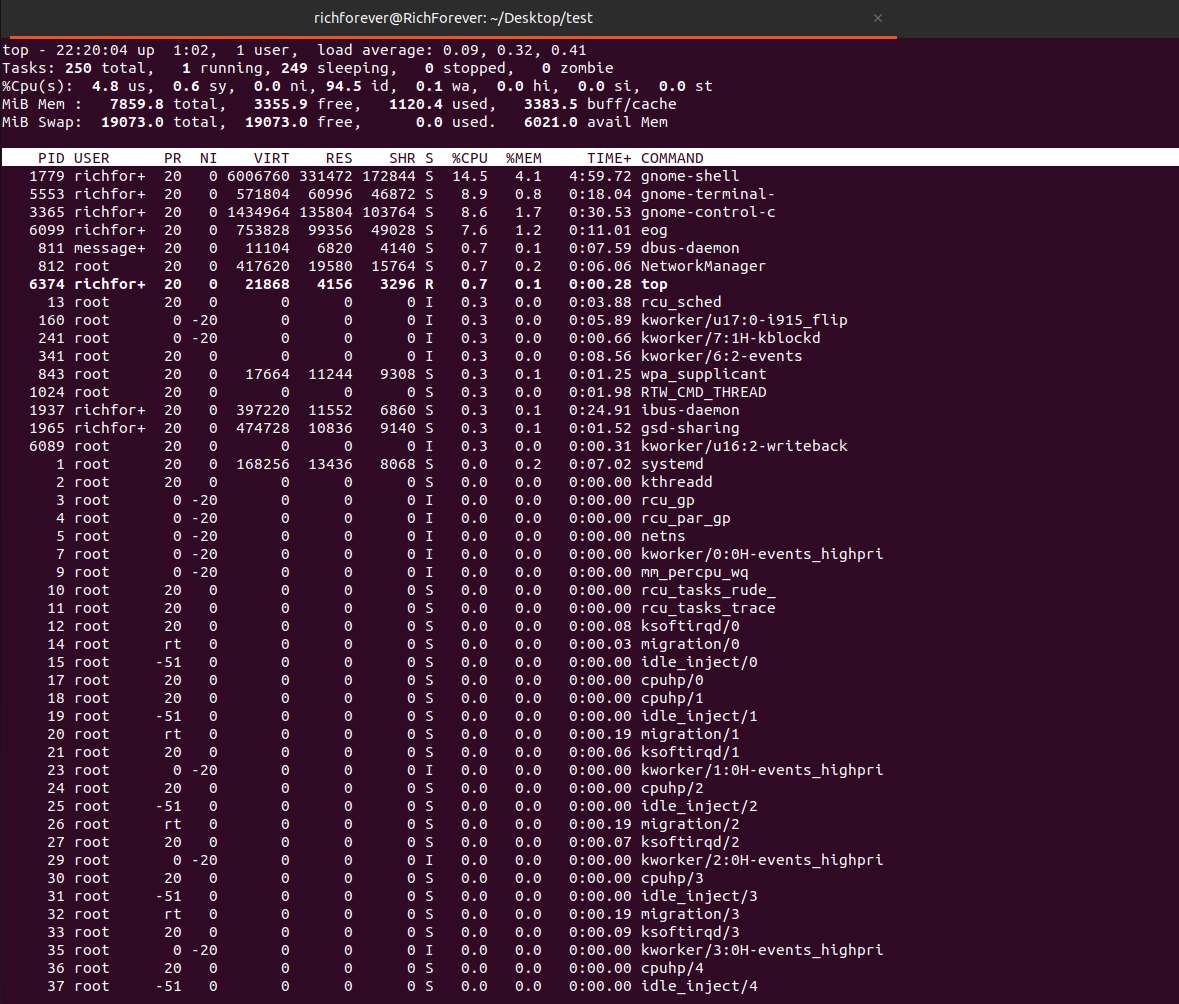 richforever@RichForever: ~/Desktop/test ×
top - 22:20:04 up  1:02,  1 user,  load average: 0.09, 0.32, 0.41
Tasks: 250 total,   1 running, 249 sleeping,   0 stopped,   0 zombie
%Cpu(s):  4.8 us,  0.6 sy,  0.0 ni, 94.5 id,  0.1 wa,  0.0 hi,  0.0 si,  0.0 st
MiB Mem :   7859.8 total,   3355.9 free,   1120.4 used,   3383.5 buff/cache
MiB Swap:  19073.0 total,  19073.0 free,      0.0 used.   6021.0 avail Mem
PID USER      PR  NI    VIRT    RES    SHR S  %CPU  %MEM     TIME+ COMMAND
1779 richfor+  20   0 6006760 331472 172844 S  14.5   4.1   4:59.72 gnome-shell
5553 richfor+  20   0  571804  60996  46872 S   8.9   0.8   0:18.04 gnome-terminal-
3365 richfor+  20   0 1434964 135804 103764 S   8.6   1.7   0:30.53 gnome-control-c
6099 richfor+  20   0  753828  99356  49028 S   7.6   1.2   0:11.01 eog
811 message+  20   0   11104   6820   4140 S   0.7   0.1   0:07.59 dbus-daemon
812 root      20   0  417620  19580  15764 S   0.7   0.2   0:06.06 NetworkManager
6374 richfor+  20   0   21868   4156   3296 R   0.7   0.1   0:00.28 top
13 root      20   0       0      0      0 I   0.3   0.0   0:03.88 rcu_sched
160 root       0 -20       0      0      0 I   0.3   0.0   0:05.89 kworker/u17:0-i915_flip
241 root       0 -20       0      0      0 I   0.3   0.0   0:00.66 kworker/7:1H-kblockd
341 root      20   0       0      0      0 I   0.3   0.0   0:08.56 kworker/6:2-events
843 root      20   0   17664  11244   9308 S   0.3   0.1   0:01.25 wpa_supplicant
1024 root      20   0       0      0      0 S   0.3   0.0   0:01.98 RTW_CMD_THREAD
1937 richfor+  20   0  397220  11552   6860 S   0.3   0.1   0:24.91 ibus-daemon
1965 richfor+  20   0  474728  10836   9140 S   0.3   0.1   0:01.52 gsd-sharing
6089 root      20   0       0      0      0 I   0.3   0.0   0:00.31 kworker/u16:2-writeback
1 root      20   0  168256  13436   8068 S   0.0   0.2   0:07.02 systemd
2 root      20   0       0      0      0 S   0.0   0.0   0:00.00 kthreadd
3 root       0 -20       0      0      0 I   0.0   0.0   0:00.00 rcu_gp
4 root       0 -20       0      0      0 I   0.0   0.0   0:00.00 rcu_par_gp
5 root       0 -20       0      0      0 I   0.0   0.0   0:00.00 netns
7 root       0 -20       0      0      0 I   0.0   0.0   0:00.00 kworker/0:0H-events_highpri
9 root       0 -20       0      0      0 I   0.0   0.0   0:00.00 mm_percpu_wq
10 root      20   0       0      0      0 S   0.0   0.0   0:00.00 rcu_tasks_rude_
11 root      20   0       0      0      0 S   0.0   0.0   0:00.00 rcu_tasks_trace
12 root      20   0       0      0      0 S   0.0   0.0   0:00.08 ksoftirqd/0
14 root      rt   0       0      0      0 S   0.0   0.0   0:00.03 migration/0
15 root     -51   0       0      0      0 S   0.0   0.0   0:00.00 idle_inject/0
17 root      20   0       0      0      0 S   0.0   0.0   0:00.00 cpuhp/0
18 root      20   0       0      0      0 S   0.0   0.0   0:00.00 cpuhp/1
19 root     -51   0       0      0      0 S   0.0   0.0   0:00.00 idle_inject/1
20 root      rt   0       0      0      0 S   0.0   0.0   0:00.19 migration/1
21 root      20   0       0      0      0 S   0.0   0.0   0:00.06 ksoftirqd/1
23 root       0 -20       0      0      0 I   0.0   0.0   0:00.00 kworker/1:0H-events_highpri
24 root      20   0       0      0      0 S   0.0   0.0   0:00.00 cpuhp/2
25 root     -51   0       0      0      0 S   0.0   0.0   0:00.00 idle_inject/2
26 root      rt   0       0      0      0 S   0.0   0.0   0:00.19 migration/2
27 root      20   0       0      0      0 S   0.0   0.0   0:00.07 ksoftirqd/2
29 root       0 -20       0      0      0 I   0.0   0.0   0:00.00 kworker/2:0H-events_highpri
30 root      20   0       0      0      0 S   0.0   0.0   0:00.00 cpuhp/3
31 root     -51   0       0      0      0 S   0.0   0.0   0:00.00 idle_inject/3
32 root      rt   0       0      0      0 S   0.0   0.0   0:00.19 migration/3
33 root      20   0       0      0      0 S   0.0   0.0   0:00.09 ksoftirqd/3
35 root       0 -20       0      0      0 I   0.0   0.0   0:00.00 kworker/3:0H-events_highpri
36 root      20   0       0      0      0 S   0.0   0.0   0:00.00 cpuhp/4
37 root     -51   0       0      0      0 S   0.0   0.0   0:00.00 idle_inject/4